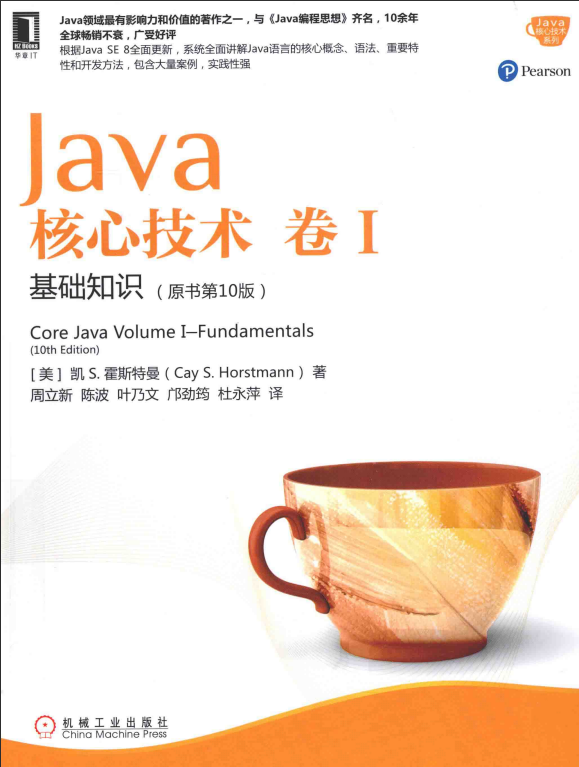 Java领域最有影响力和价值的著作之一，与《Java编程思想》齐名，10余年
全球畅销不衰，广受好评
根据Java SE 8全面更新，系统全面讲解Java语言的核心概念、语法、重要特
性和开发方法，包含大量案例，实践性强
HZ Books
华章IT
Java
核心技术
系列
Pearson
Java
核心技术 卷 I
基础知识（原书第10版）
Core Java Volume I—Fundamentals
(10th Edition)
［美］凯 S. 霍斯特曼（Cay S. Horstmann）著
周立新 陈波 叶乃文 邝劲筠 杜永萍 译
机械工业出版社
China Machine Press